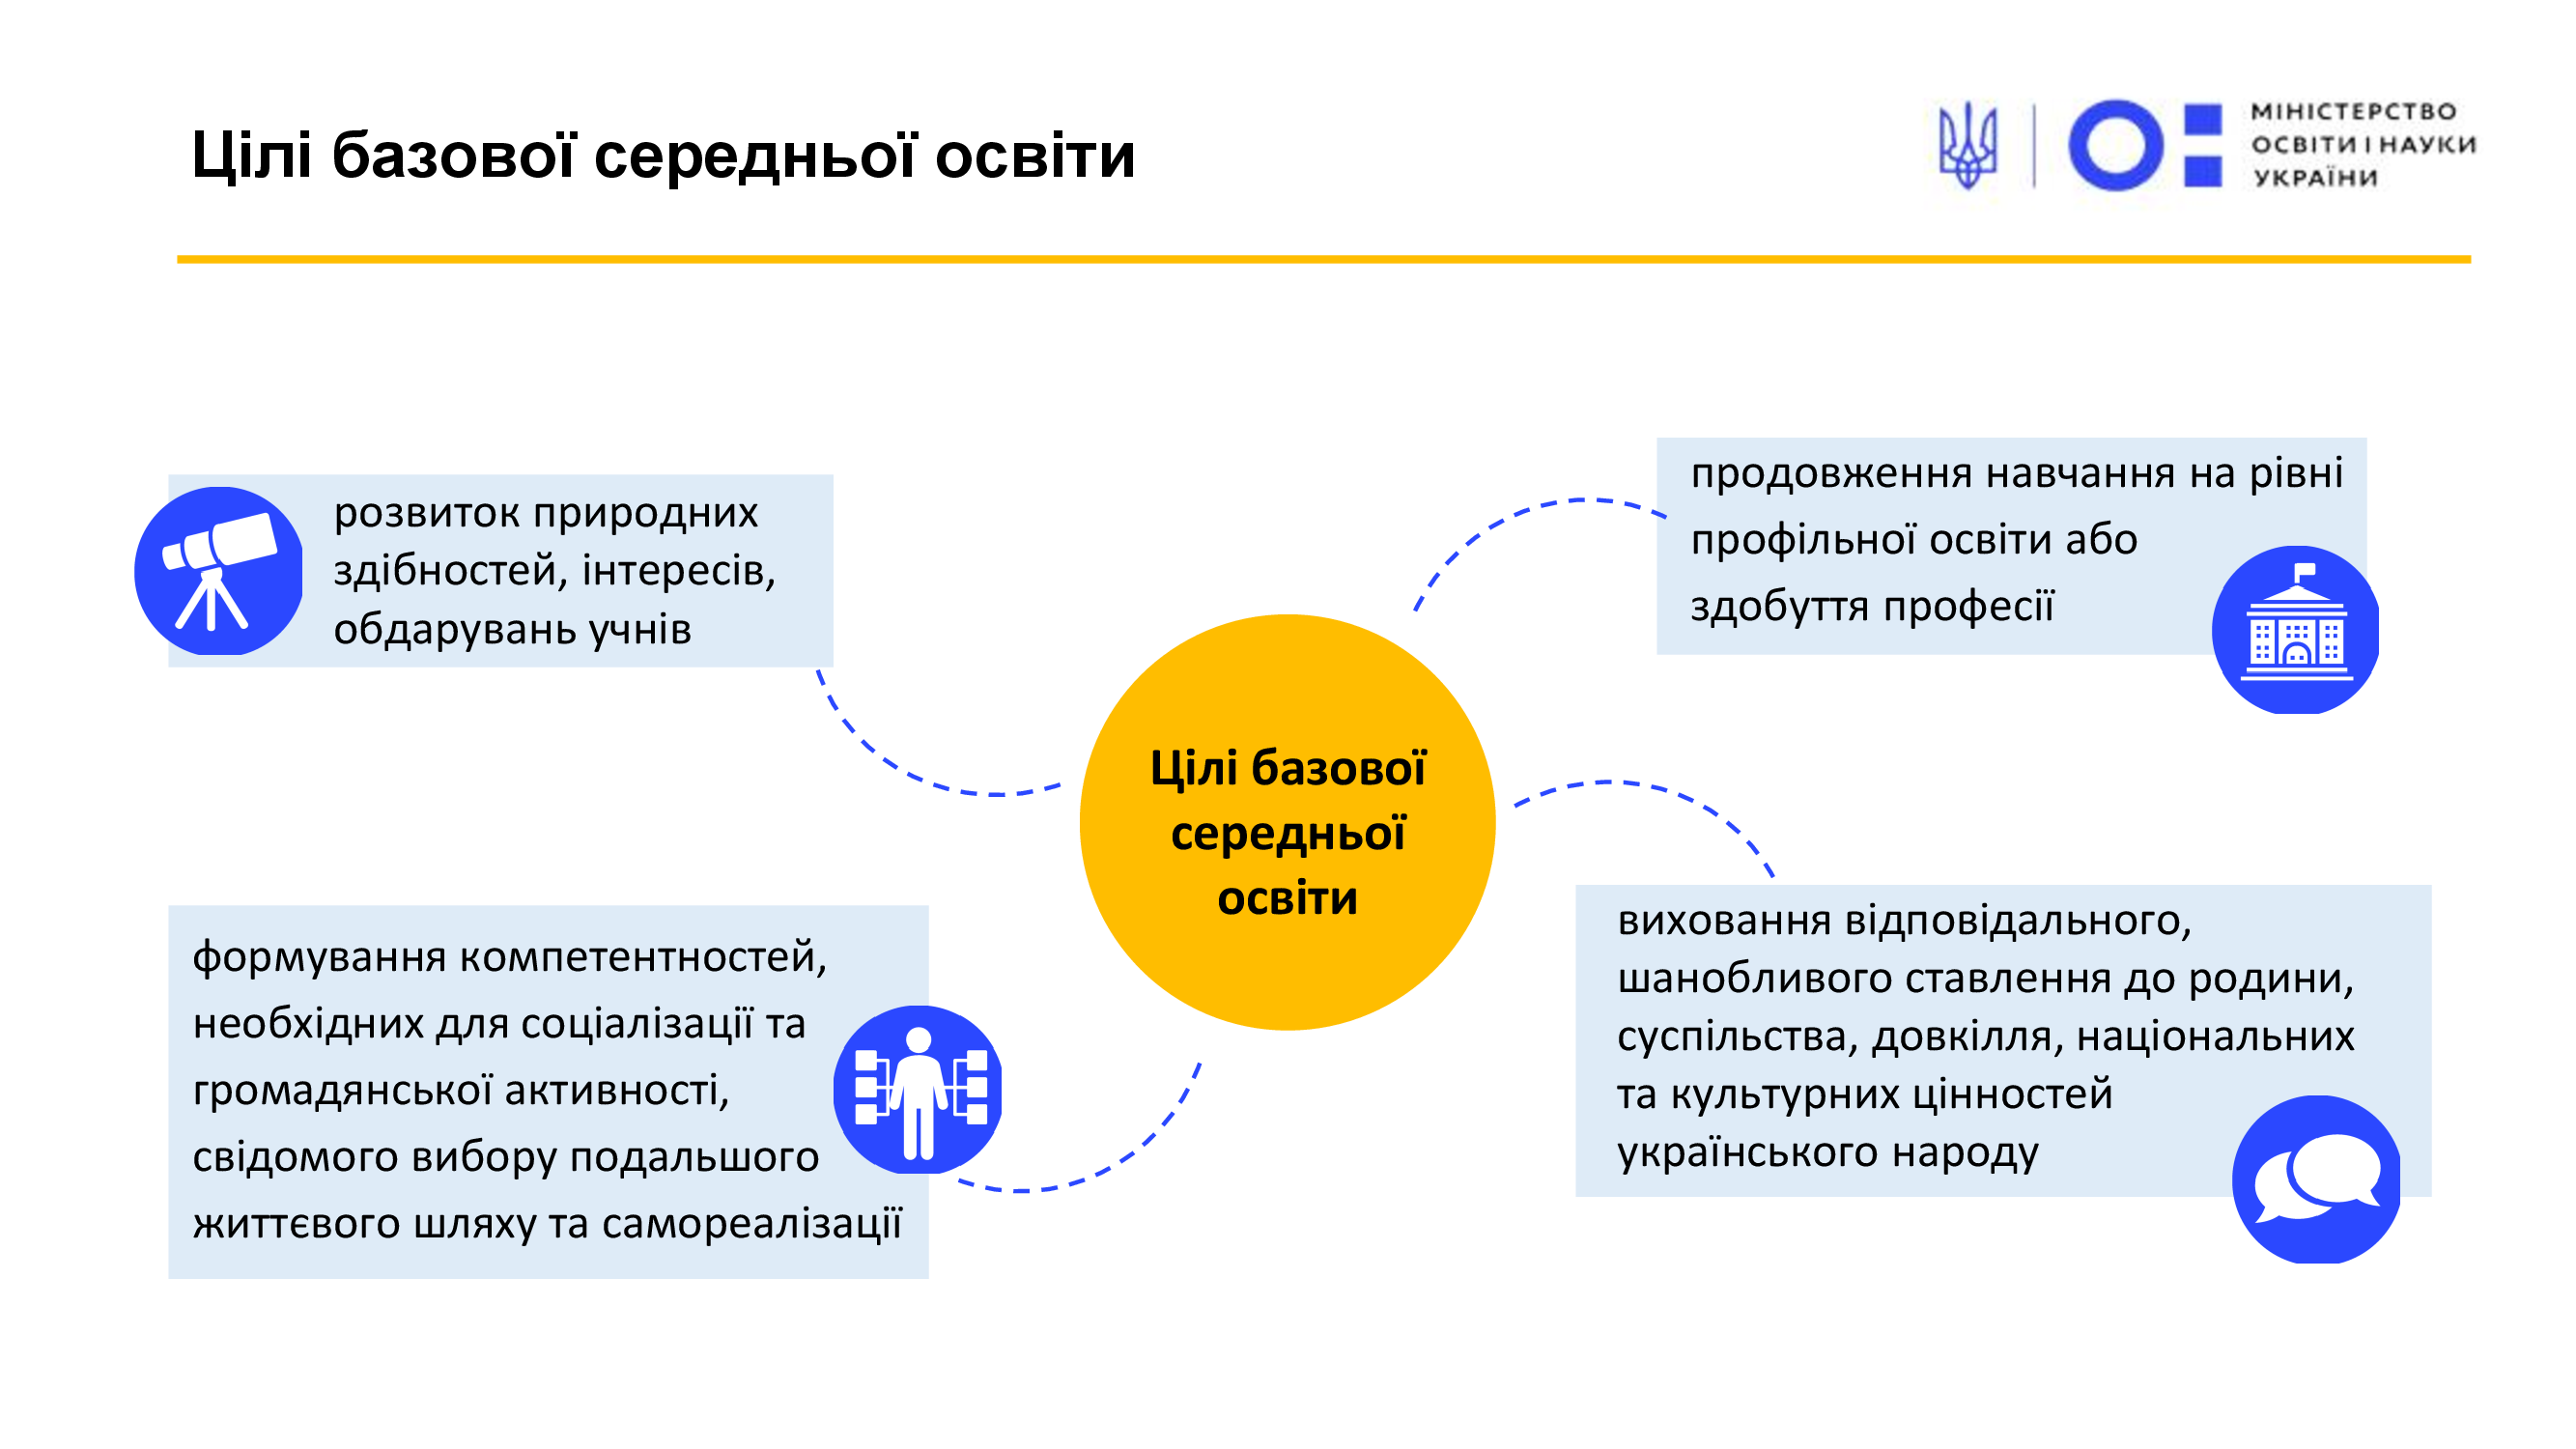 Цілі базової середньої освіти
МІНІСТЕРСТВО
ОСВІТИ І НАУКИ
УКРАЇНИ
розвиток природних
здібностей, інтересів,
обдарувань учнів
продовження навчання на рівні
профільної освіти або
здобуття професії
Цілі базової
середньої
освіти
формування компетентностей,
необхідних для соціалізації та
громадянської активності,
свідомого вибору подальшого
життєвого шляху та самореалізації
виховання відповідального,
шанобливого ставлення до родини,
суспільства, довкілля, національних
та культурних цінностей
українського народу